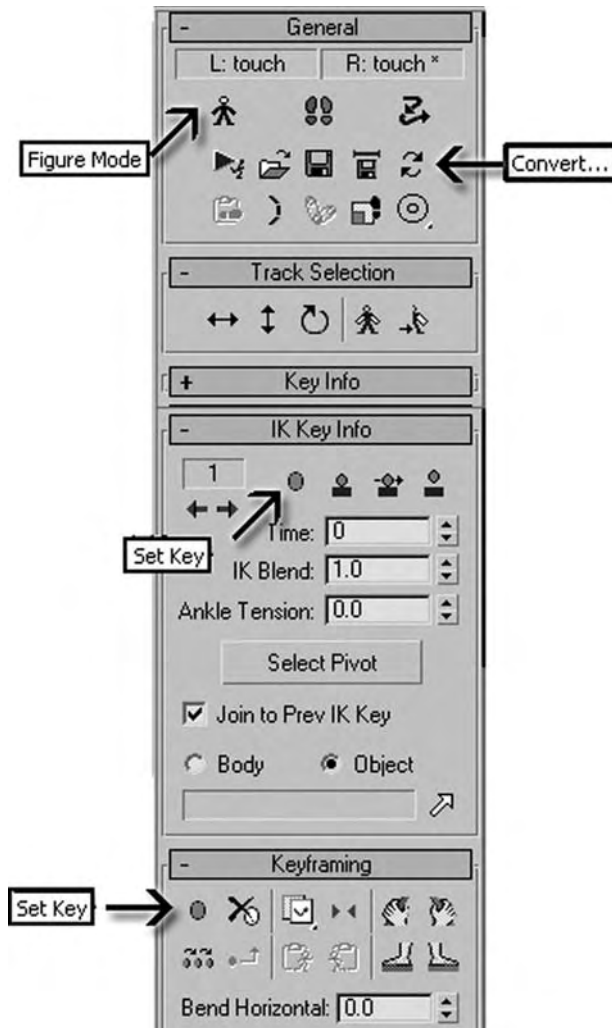 - General
L: touch R: touch *
Figure Mode
Convert...
- Track Selection
+ Key Info
- IK Key Info
1
Set Key
Time: 0
IK Blend: 1.0
Ankle Tension: 0.0
Select Pivot
Join to Prev IK Key
Body Object
- Keyframing
Set Key
Bend Horizontal: 0.0